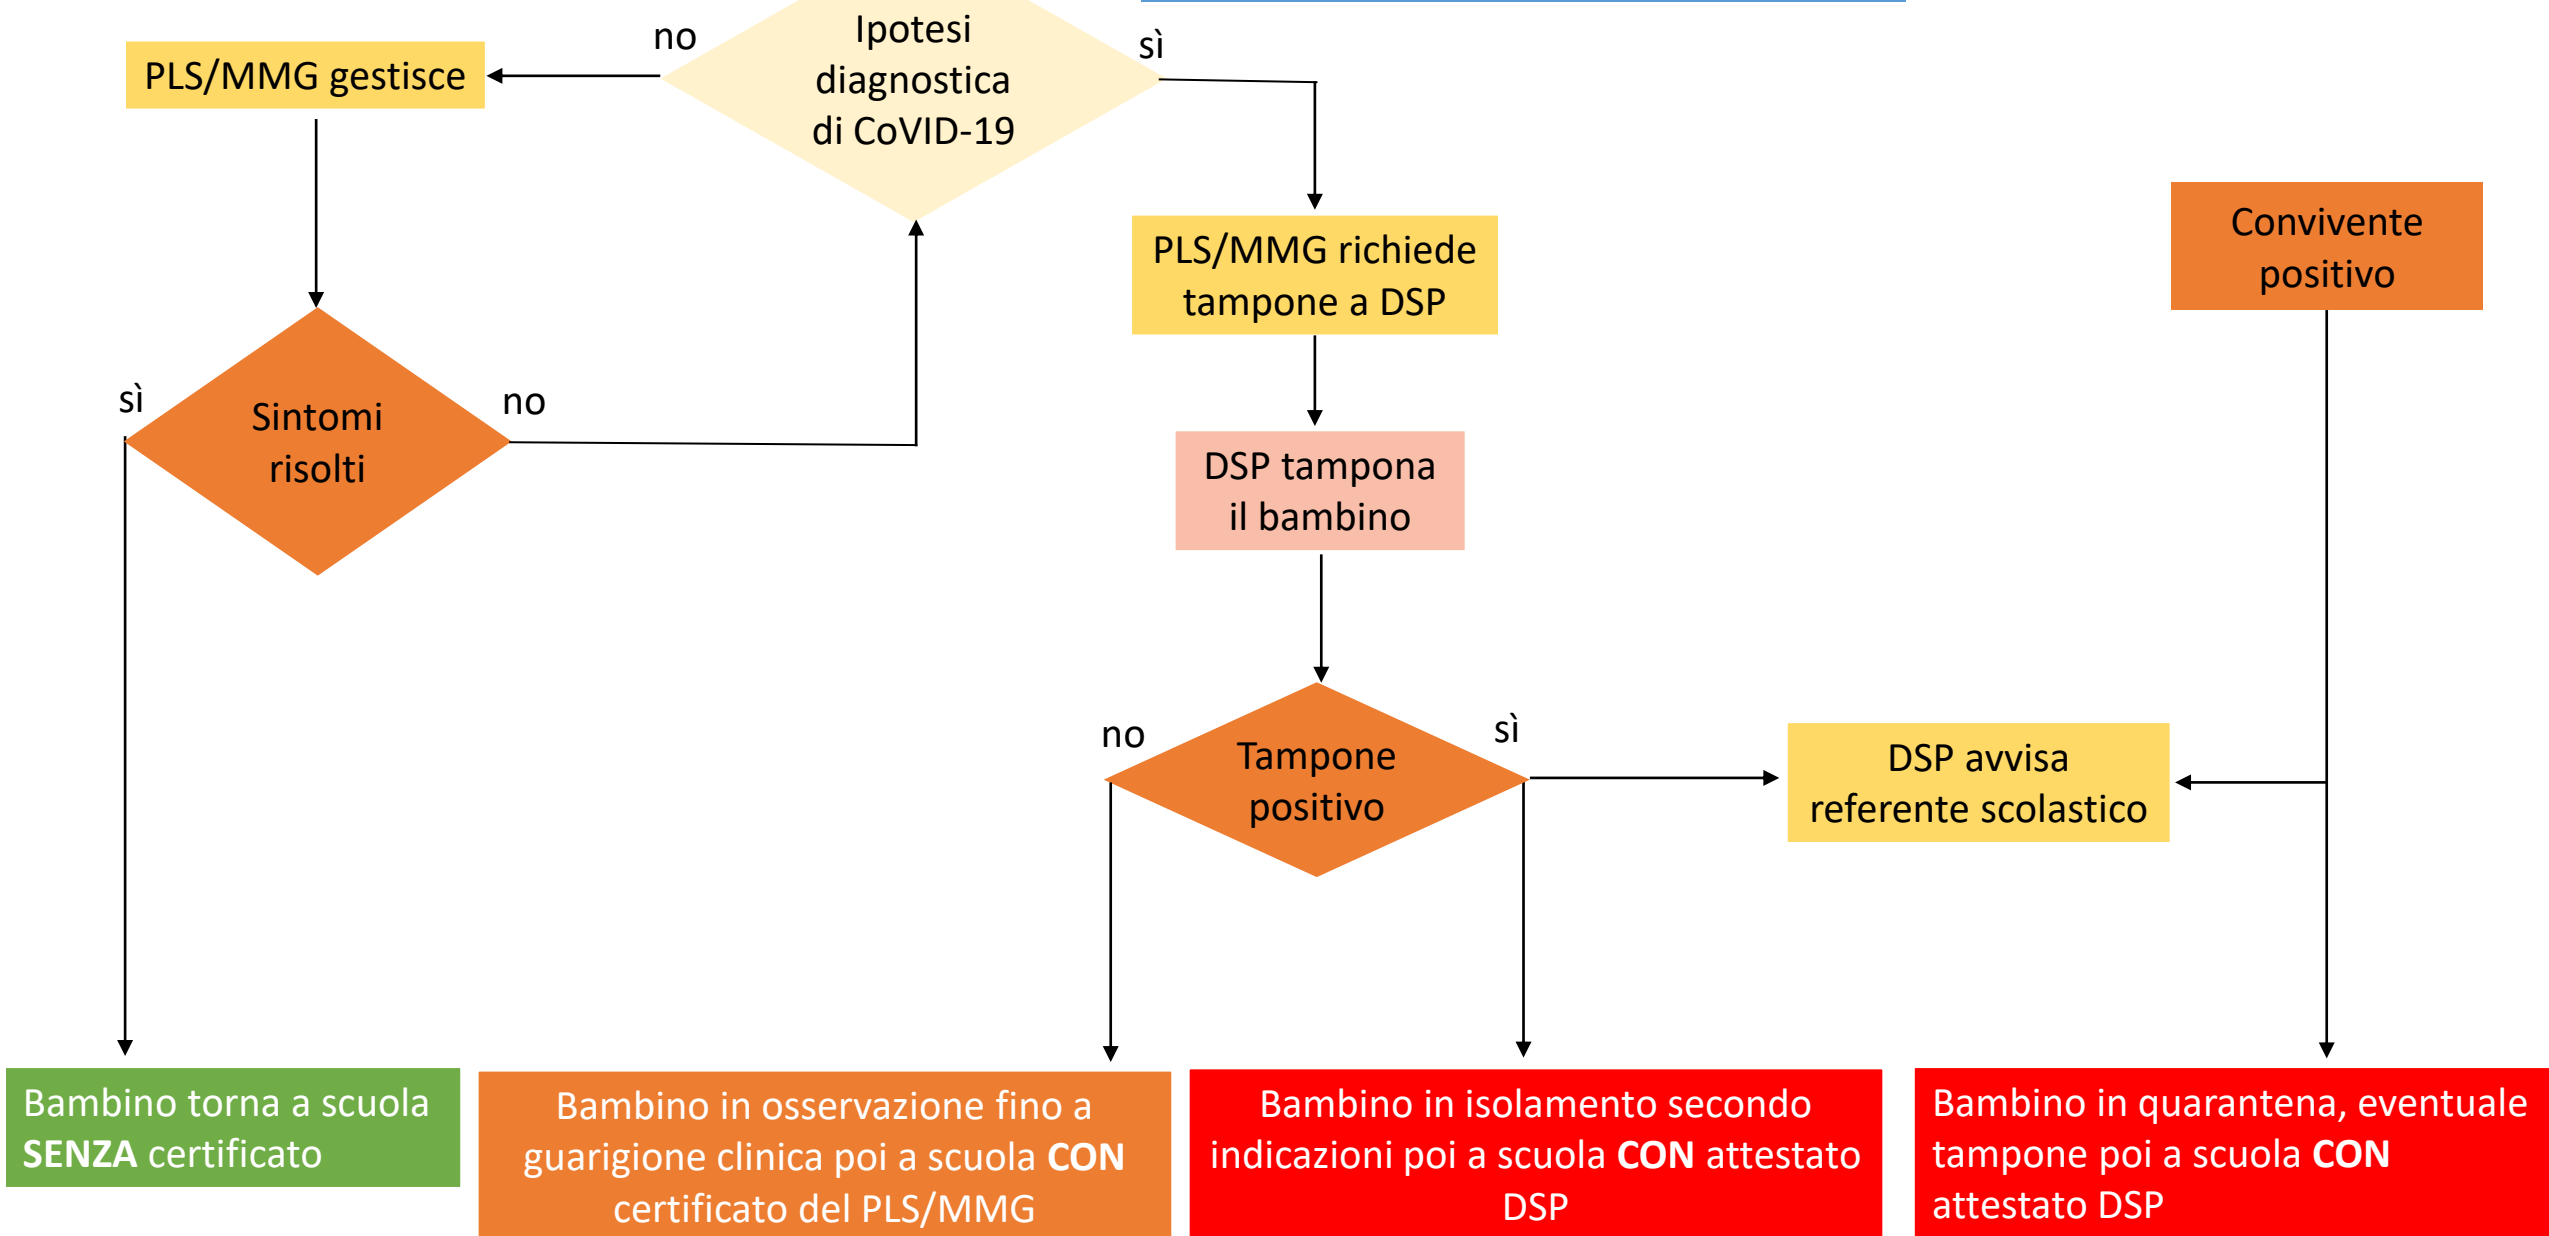 no
Ipotesi
diagnostica
di CoVID-19
sì
PLS/MMG gestisce
Convivente
positivo
PLS/MMG richiede
tampone a DSP
sì
Sintomi
risolti
no
DSP tampona
il bambino
no
Tampone
positivo
sì
DSP avvisa
referente scolastico
Bambino torna a scuola
SENZA certificato
Bambino in osservazione fino a
guarigione clinica poi a scuola CON
certificato del PLS/MMG
Bambino in isolamento secondo
indicazioni poi a scuola CON attestato
DSP
Bambino in quarantena, eventuale
tampone poi a scuola CON
attestato DSP